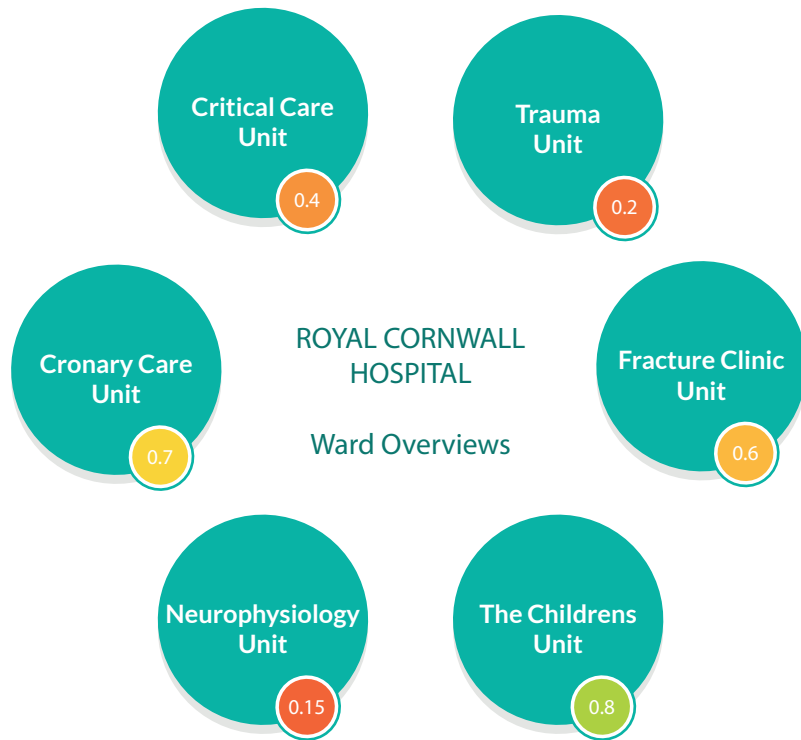 Critical Care
Unit
0.4
Trauma
Unit
0.2
Cronary Care
Unit
0.7
ROYAL CORNWALL
HOSPITAL
Ward Overviews
Fracture Clinic
Unit
0.6
Neurophysiology
Unit
0.15
The Childrens
Unit
0.8